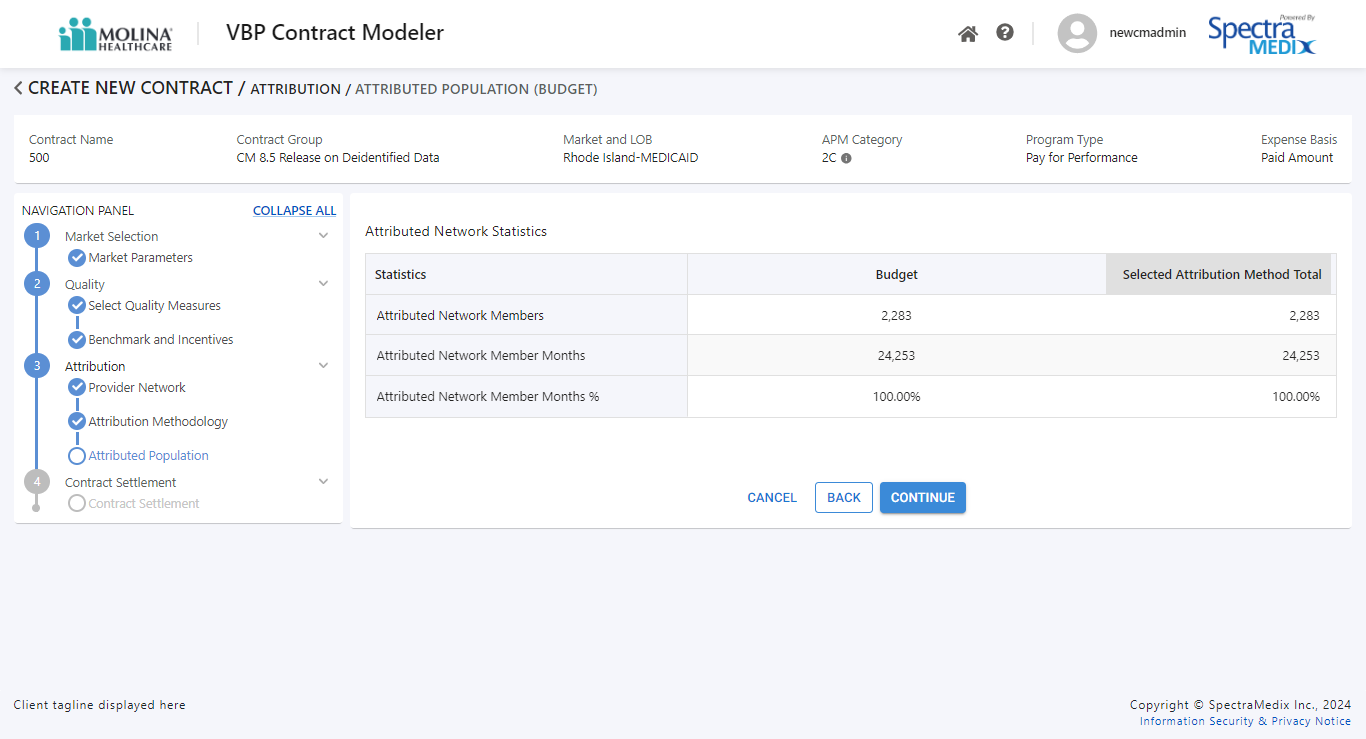 MOLINA
HEALTHCARE
VBP Contract Modeler
newcmadmin
Powered By
Spectra
MEDIX
CREATE NEW CONTRACT / ATTRIBUTION / ATTRIBUTED POPULATION (BUDGET)
Contract Name
500
Contract Group
CM 8.5 Release on Deidentified Data
Market and LOB
Rhode Island-MEDICAID
APM Category
2C
Program Type
Pay for Performance
Expense Basis
Paid Amount
NAVIGATION PANEL COLLAPSE ALL
1 Market Selection
Market Parameters
2 Quality
Select Quality Measures
Benchmark and Incentives
3 Attribution
Provider Network
Attribution Methodology
Attributed Population
4 Contract Settlement
Contract Settlement
Attributed Network Statistics
Statistics Budget Selected Attribution Method Total
Attributed Network Members 2,283 2,283
Attributed Network Member Months 24,253 24,253
Attributed Network Member Months % 100.00% 100.00%
CANCEL BACK CONTINUE
Client tagline displayed here
Copyright © SpectraMedix Inc., 2024
Information Security & Privacy Notice